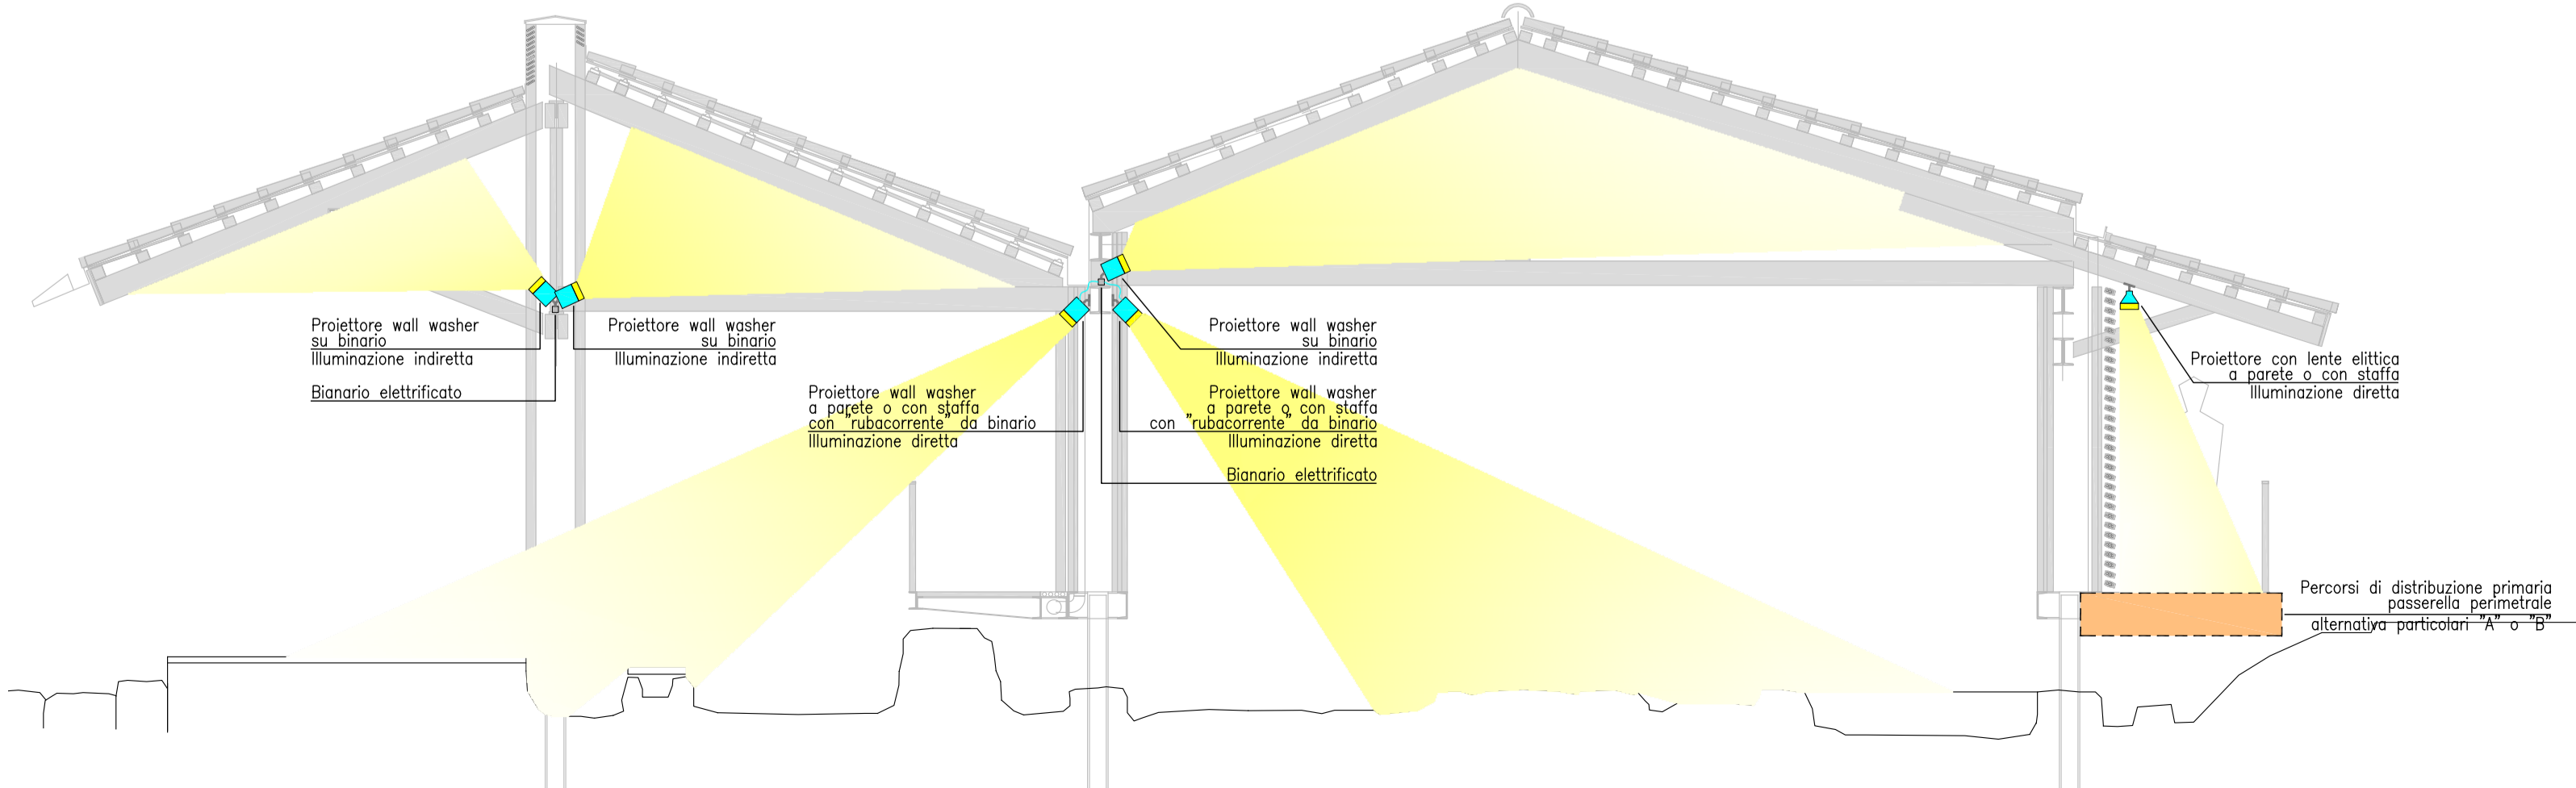 Proiettore wall washer
su binario
Illuminazione indiretta
Bianario elettrificato
Proiettore wall washer
su binario
Illuminazione indiretta
Proiettore wall washer
a parete o con staffa
con "rubacorrente" da binario
Illuminazione diretta
Proiettore wall washer
su binario
Illuminazione indiretta
Proiettore wall washer
a parete o con staffa
con "rubacorrente" da binario
Illuminazione diretta
Bianario elettrificato
Proiettore con lente elittica
a parete o con staffa
Illuminazione diretta
Percorsi di distribuzione primaria
passerella perimetrale
alternativa particolari "A" o "B"